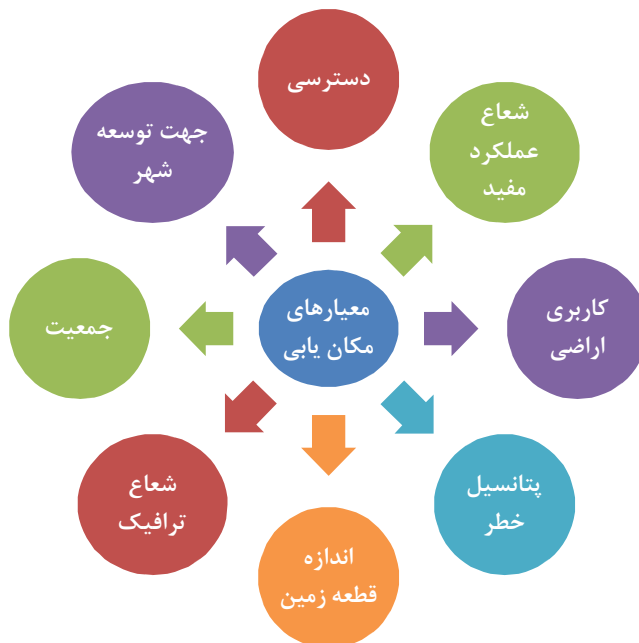 دسترسی
شعاع
عملکرد
مفید
جهت توسعه
شهر
معیارهای
مکان یابی
کاربری
اراضی
جمعیت
پتانسیل
خطر
شعاع
ترافیک
اندازه
قطعه زمین